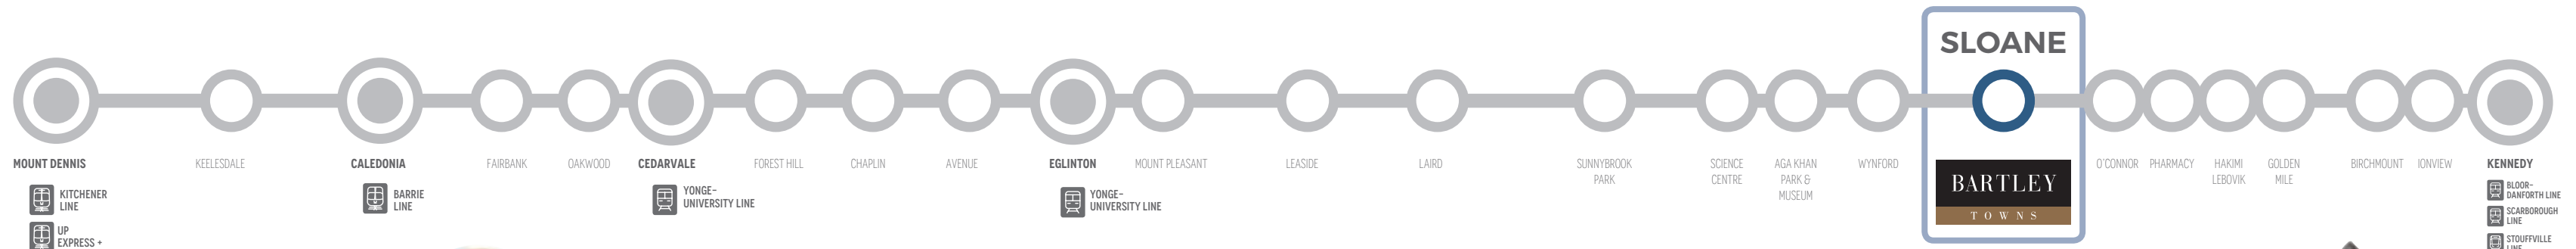 SLOANE
MOUNT DENNIS
KEELESDALE
CALEDONIA
FAIRBANK
OAKWOOD
CEDARVALE
FOREST HILL
CHAPLIN
AVENUE
EGLINTON
MOUNT PLEASANT
LEASIDE
LAIRD
SUNNYBROOK
PARK
SCIENCE
CENTRE
AGA KHAN
PARK &
MUSEUM
WYNFORD
BARTLEY
TOWNS
O'CONNOR
PHARMACY
HAKIMI
LEBOVIK
GOLDEN
MILE
BIRCHMOUNT
IONVIEW
KENNEDY
KITCHENER
LINE
UP
EXPRESS +
BARRIE
LINE
YONGE-
UNIVERSITY LINE
YONGE-
UNIVERSITY LINE
BLOOR-
DANFORTH LINE
SCARBOROUGH
LINE
STOUFFVILLE
LINE